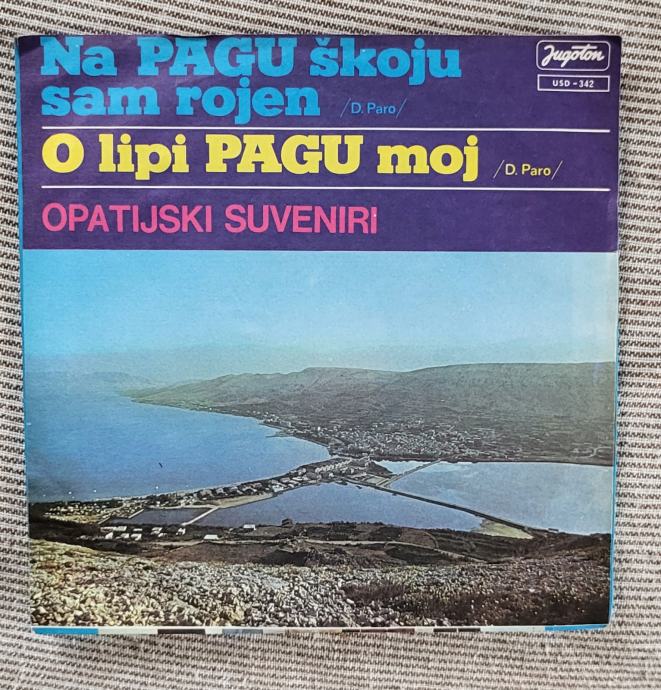 Na PAGU škoju
sam rojen /D. Paro/
Jugoton
USD - 342
O lipi PAGU moj /D. Paro/
OPATIJSKI SUVENIRI